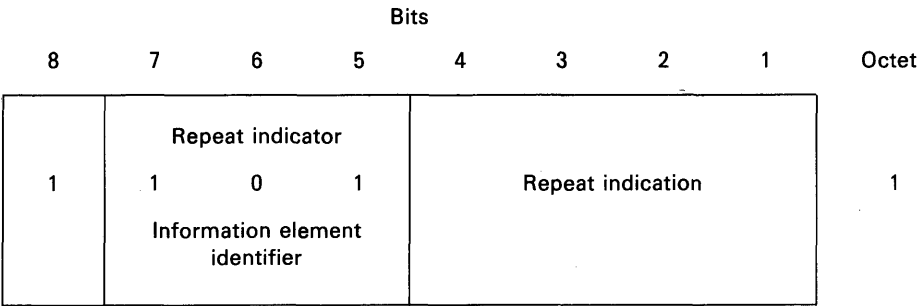 Bits
8 7 6 5 4 3 2 1 Octet
Repeat indicator
1 1 0 1 Repeat indication 1
Information element
identifier